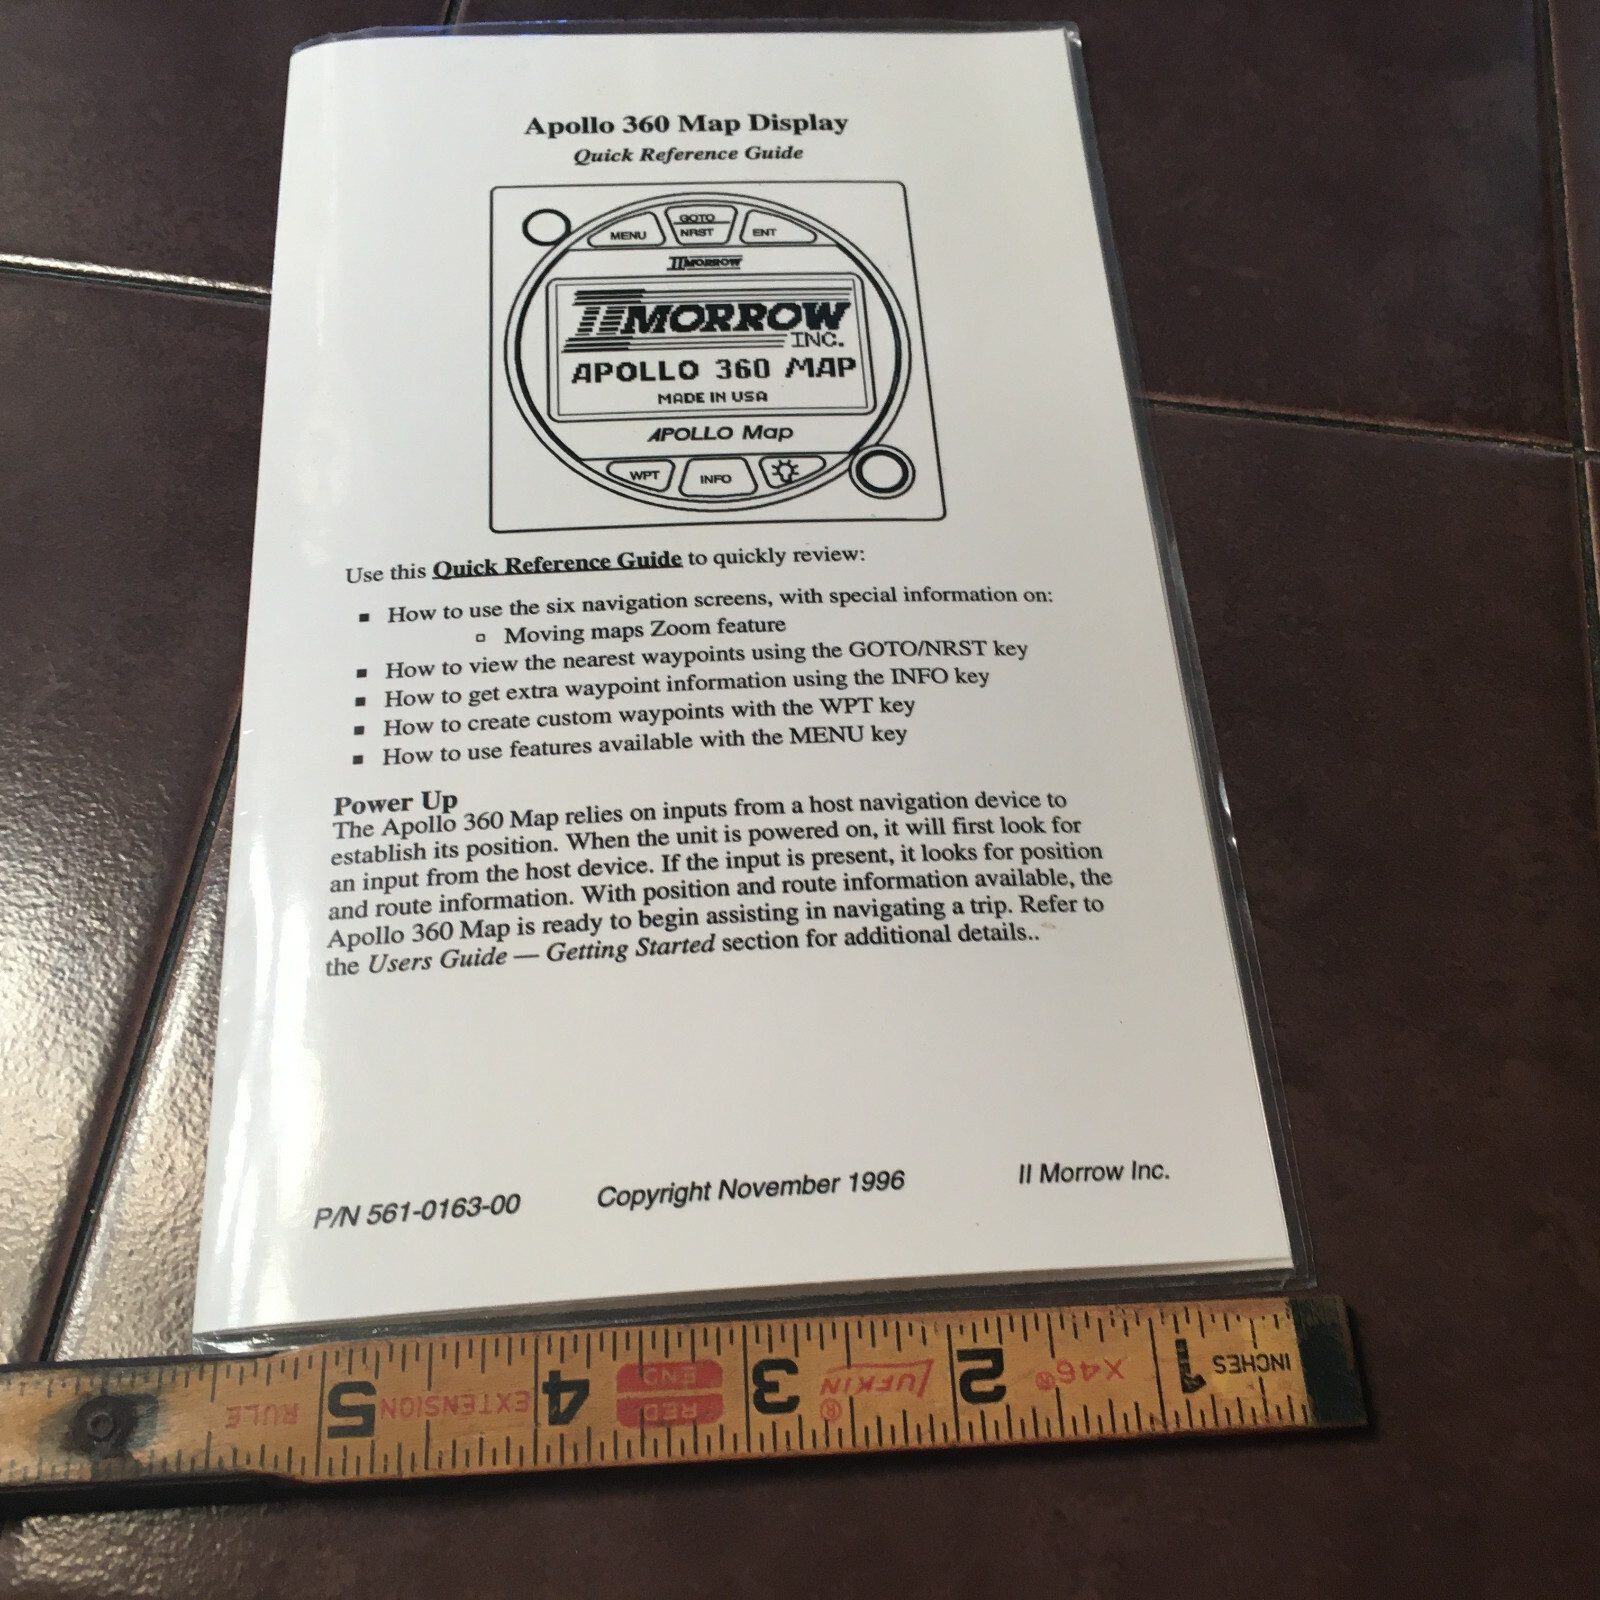 Apollo 360 Map Display
Quick Reference Guide
MENU
GOTO
NRST
ENT
II MORROW
II MORROW
INC.
APOLLO 360 MAP
MADE IN USA
APOLLO Map
WPT
INFO
Use this Quick Reference Guide to quickly review:
▪ How to use the six navigation screens, with special information on:
▫ Moving maps Zoom feature
▪ How to view the nearest waypoints using the GOTO/NRST key
▪ How to get extra waypoint information using the INFO key
▪ How to create custom waypoints with the WPT key
▪ How to use features available with the MENU key
Power Up
The Apollo 360 Map relies on inputs from a host navigation device to
establish its position. When the unit is powered on, it will first look for
an input from the host device. If the input is present, it looks for position
and route information. With position and route information available, the
Apollo 360 Map is ready to begin assisting in navigating a trip. Refer to
the Users Guide — Getting Started section for additional details..
P/N 561-0163-00 Copyright November 1996 II Morrow Inc.
INCHES 1 X46® 2 LUFKIN® 3 RED END 4 EXTENSION 5 RULE